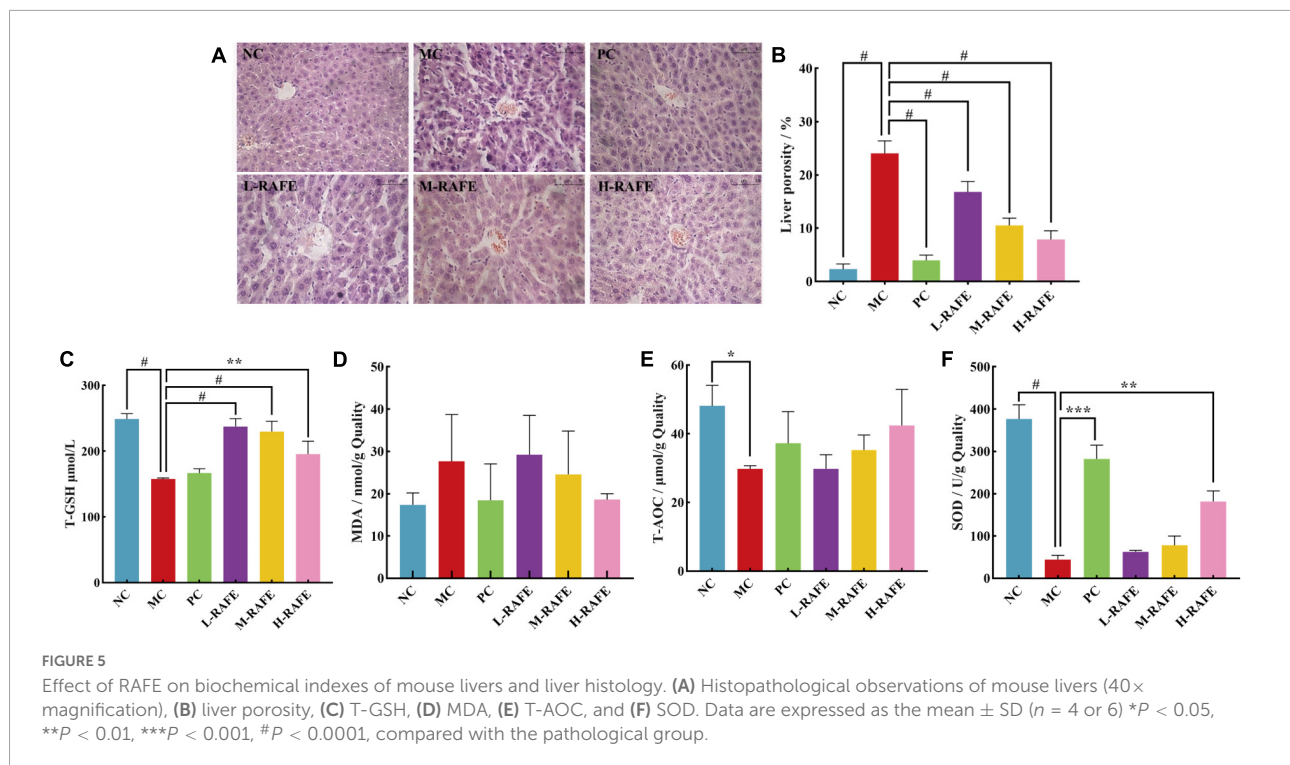 A
NC
MC
PC
L-RAFE
M-RAFE
H-RAFE
B
Liver porosity / %
40
30
20
10
0
#
#
#
#
#
NC
MC
PC
L-RAFE
M-RAFE
H-RAFE
C
T-GSH μmol/L
300
200
100
0
#
**
#
#
NC
MC
PC
L-RAFE
M-RAFE
H-RAFE
D
MDA / nmol/g Quality
50
40
30
20
10
0
NC
MC
PC
L-RAFE
M-RAFE
H-RAFE
E
T-AOC / μmol/g Quality
60
40
20
0
*
NC
MC
PC
L-RAFE
M-RAFE
H-RAFE
F
SOD / U/g Quality
400
300
200
100
0
#
**
***
NC
MC
PC
L-RAFE
M-RAFE
H-RAFE
FIGURE 5
Effect of RAFE on biochemical indexes of mouse livers and liver histology. (A) Histopathological observations of mouse livers (40×
magnification), (B) liver porosity, (C) T-GSH, (D) MDA, (E) T-AOC, and (F) SOD. Data are expressed as the mean ± SD (n = 4 or 6) *P < 0.05,
**P < 0.01, ***P < 0.001, #P < 0.0001, compared with the pathological group.